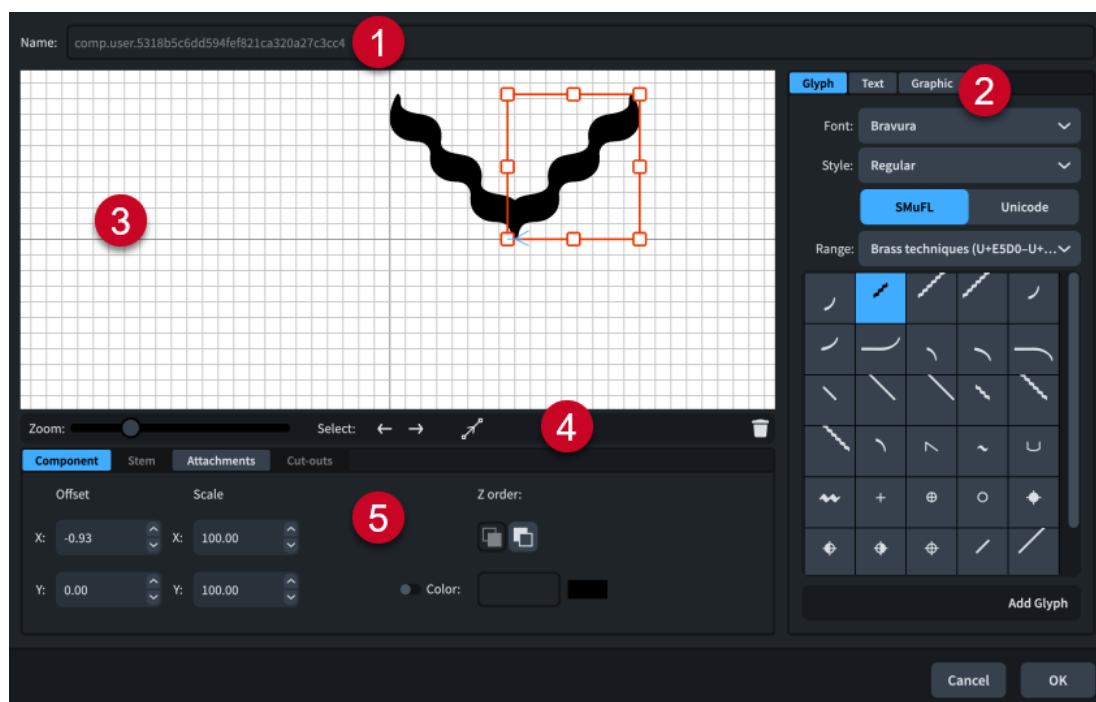 Name: comp.user.5318b5c6dd594fef821ca320a27c3cc4
1
Glyph Text Graphic
2
Font: Bravura
Style: Regular
SMuFL Unicode
Range: Brass techniques (U+E5D0–U+...
3
Zoom: Select:
4
Component Stem Attachments Cut-outs
Offset Scale Z order:
5
X: -0.93 X: 100.00
Y: 0.00 Y: 100.00 Color:
Add Glyph
Cancel OK